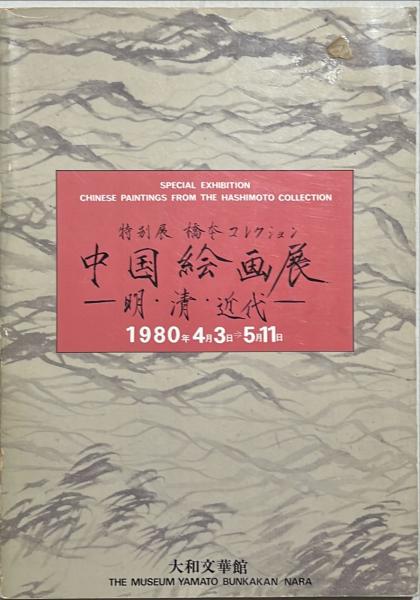 SPECIAL EXHIBITION
CHINESE PAINTINGS FROM THE HASHIMOTO COLLECTION
特別展 橋本コレクション
中国絵画展
—明・清・近代—
1980年4月3日⇒5月11日
大和文華館
THE MUSEUM YAMATO BUNKAKAN NARA